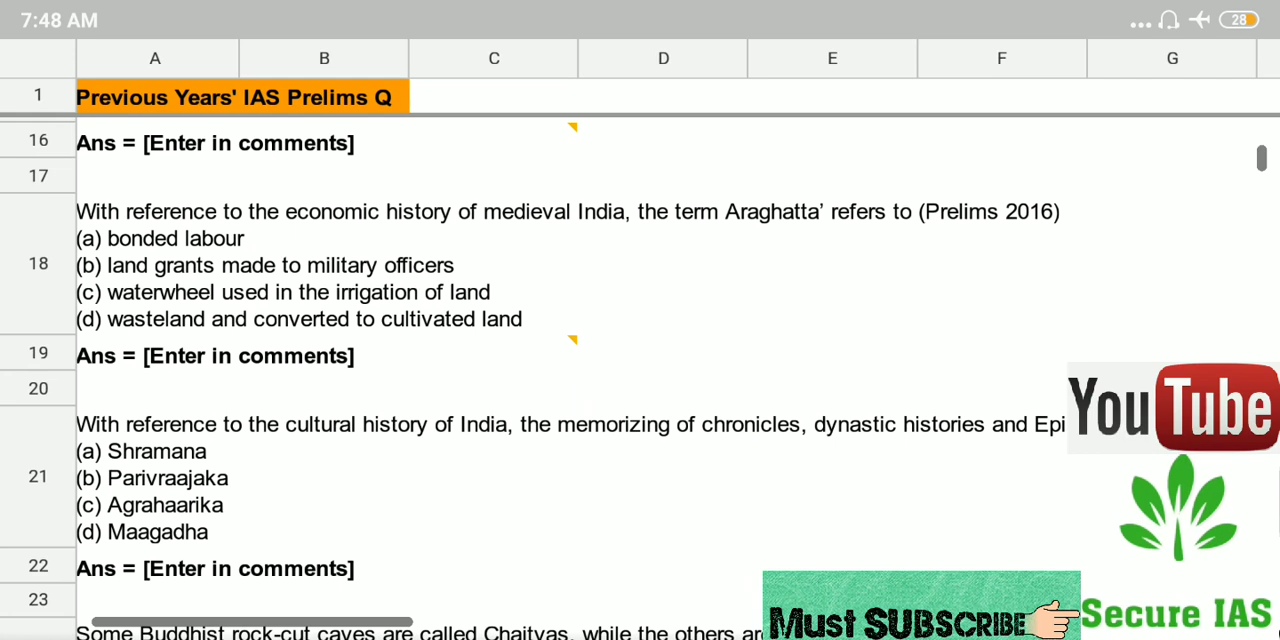 7:48 AM
28
A B C D E F G
1 Previous Years' IAS Prelims Q
16 Ans = [Enter in comments]
17
With reference to the economic history of medieval India, the term Araghatta’ refers to (Prelims 2016)
(a) bonded labour
18 (b) land grants made to military officers
(c) waterwheel used in the irrigation of land
(d) wasteland and converted to cultivated land
19 Ans = [Enter in comments]
20
With reference to the cultural history of India, the memorizing of chronicles, dynastic histories and Epi
(a) Shramana
21 (b) Parivraajaka
(c) Agrahaarika
(d) Maagadha
22 Ans = [Enter in comments]
23
Some Buddhist rock-cut caves are called Chaityas, while the others
YouTube
Must SUBSCRIBE
Secure IAS